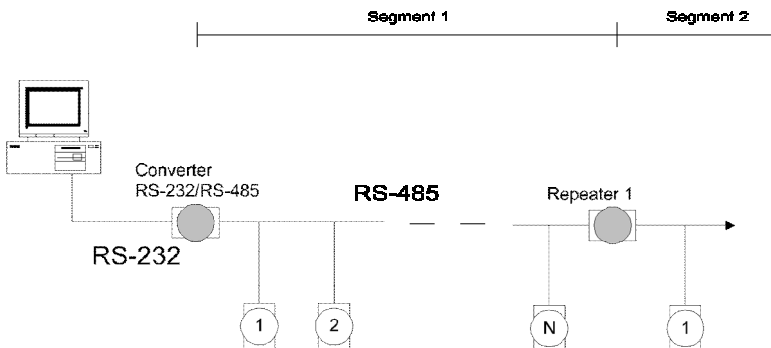 Segment 1
Segment 2
Converter
RS-232/RS-485
RS-485
Repeater 1
RS-232
1
2
N
1